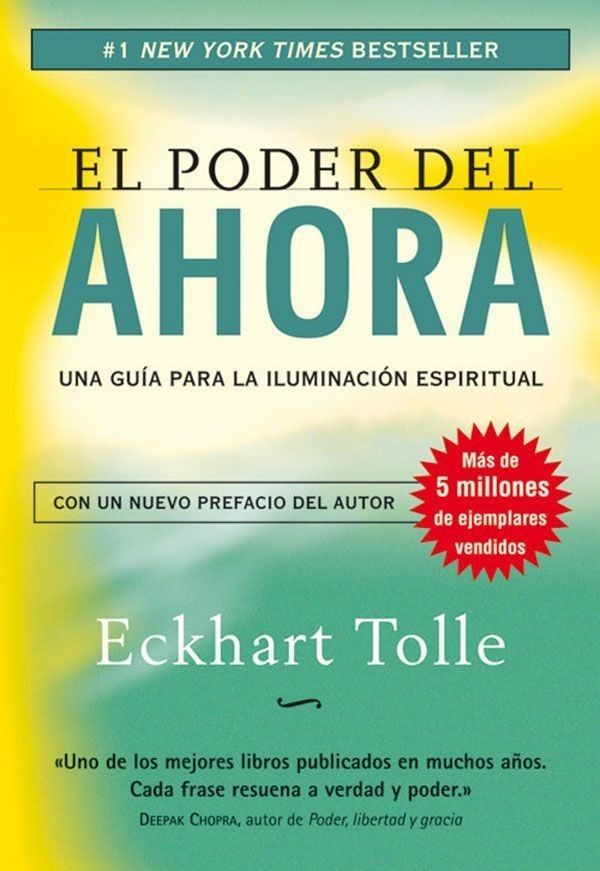 #1 NEW YORK TIMES BESTSELLER
EL PODER DEL
AHORA
UNA GUÍA PARA LA ILUMINACIÓN ESPIRITUAL
Más de
5 millones
de ejemplares
vendidos
CON UN NUEVO PREFACIO DEL AUTOR
Eckhart Tolle
«Uno de los mejores libros publicados en muchos años.
Cada frase resuena a verdad y poder.»
DEEPAK CHOPRA, autor de Poder, libertad y gracia